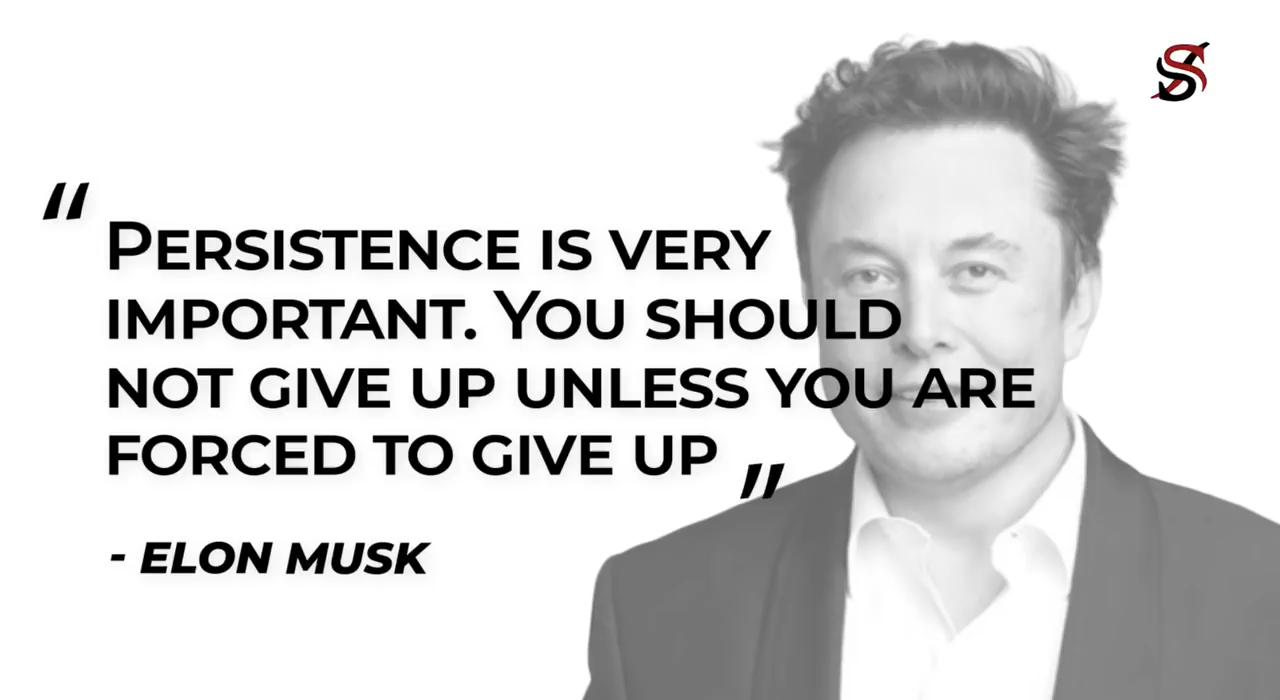 “
PERSISTENCE IS VERY
IMPORTANT. YOU SHOULD
NOT GIVE UP UNLESS YOU ARE
FORCED TO GIVE UP ”
- ELON MUSK